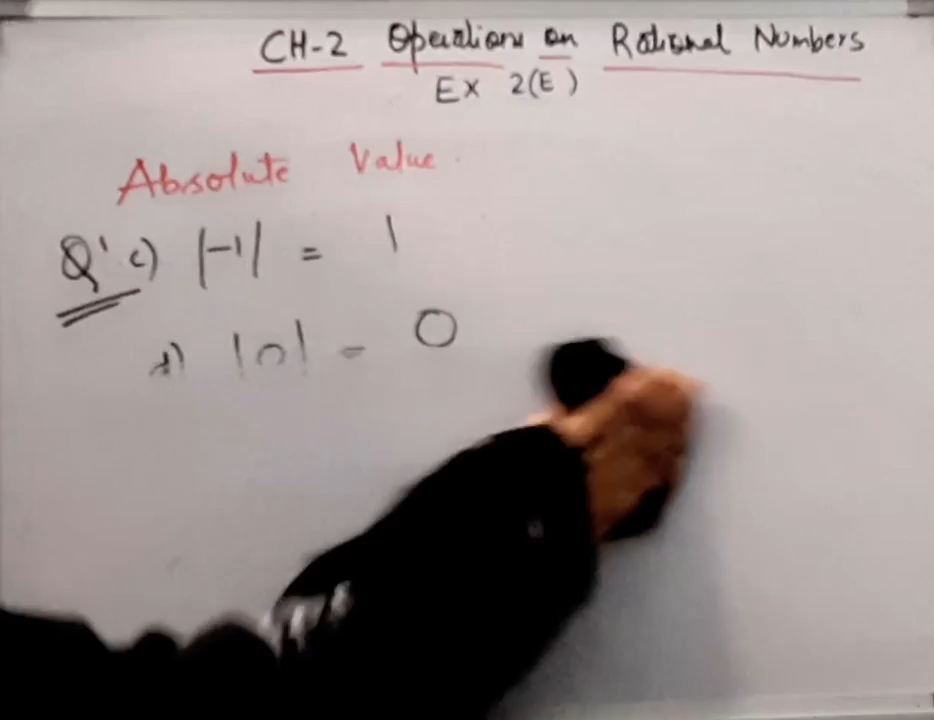 CH-2 Operations on Rational Numbers
Ex 2(E)
Absolute Value
Q1 c) |-1| = 1
d) |0| = 0